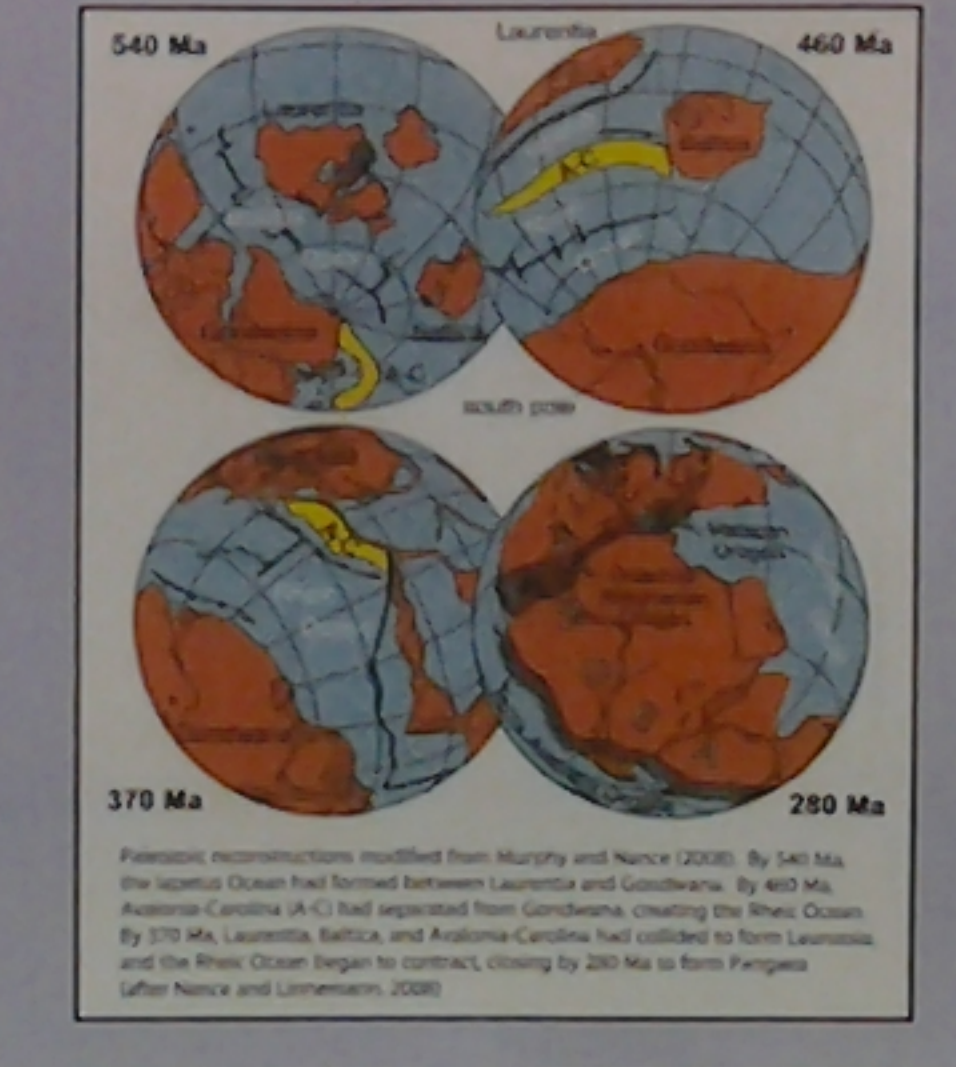 540 Ma
Laurentia
460 Ma
Laurentia
Baltica
A-C
Gondwana
Baltica
A-C
Gondwana
south pole
A-C
Gondwana
370 Ma
280 Ma
Paleozoic reconstructions modified from Murphy and Nance (2008). By 540 Ma,
the Iapetus Ocean had formed between Laurentia and Gondwana. By 460 Ma,
Avalonia-Carolina (A-C) had separated from Gondwana, creating the Rheic Ocean.
By 370 Ma, Laurentia, Baltica, and Avalonia-Carolina had collided to form Laurussia,
and the Rheic Ocean began to contract, closing by 280 Ma to form Pangaea
(after Nance and Linnemann, 2008)